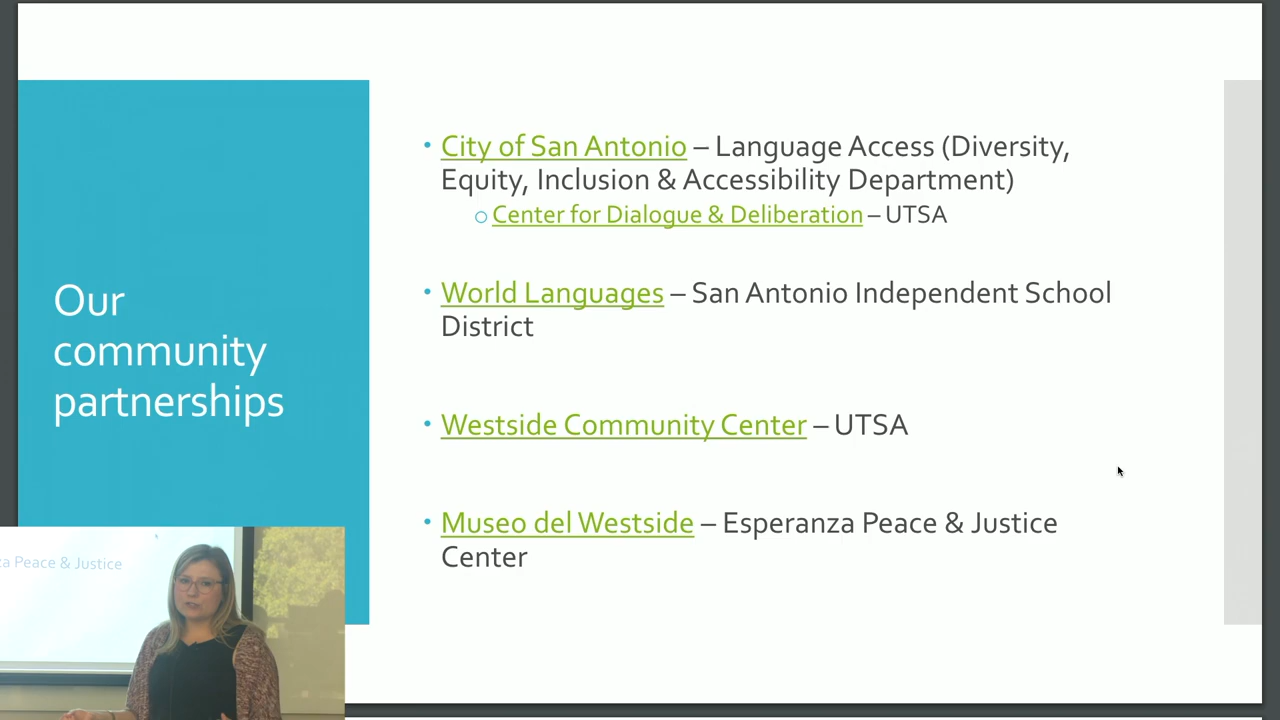 Our
community
partnerships
• City of San Antonio – Language Access (Diversity,
Equity, Inclusion & Accessibility Department)
○ Center for Dialogue & Deliberation – UTSA
• World Languages – San Antonio Independent School
District
• Westside Community Center – UTSA
• Museo del Westside – Esperanza Peace & Justice
Center
za Peace & Justice